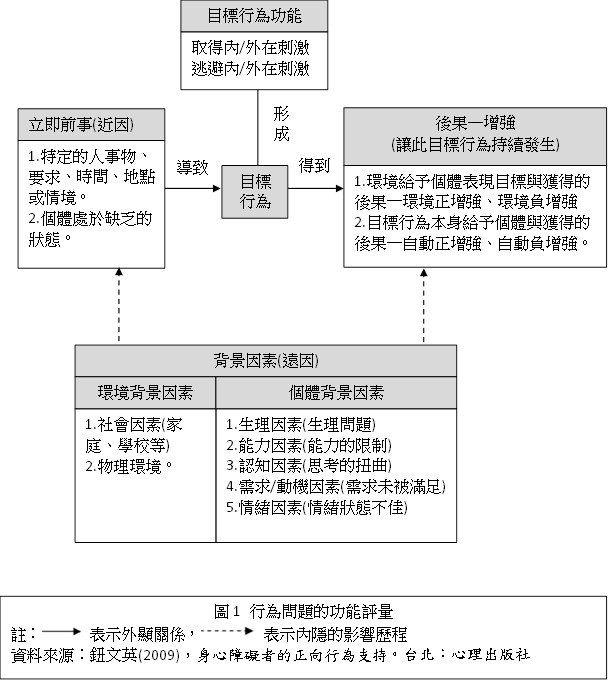 目標行為功能
取得內/外在刺激
逃避內/外在刺激
形成
立即前事(近因)
1.特定的人事物、
要求、時間、地點
或情境。
2.個體處於缺乏的
狀態。
導致
目標
行為
得到
後果—增強
(讓此目標行為持續發生)
1.環境給予個體表現目標與獲得的
後果—環境正增強、環境負增強
2.目標行為本身給予個體與獲得的
後果—自動正增強、自動負增強。
背景因素(遠因)
環境背景因素
1.社會因素(家
庭、學校等)
2.物理環境。
個體背景因素
1.生理因素(生理問題)
2.能力因素(能力的限制)
3.認知因素(思考的扭曲)
4.需求/動機因素(需求未被滿足)
5.情緒因素(情緒狀態不佳)
圖1 行為問題的功能評量
註：表示外顯關係，表示內隱的影響歷程
資料來源：鈕文英(2009)，身心障礙者的正向行為支持。台北：心理出版社